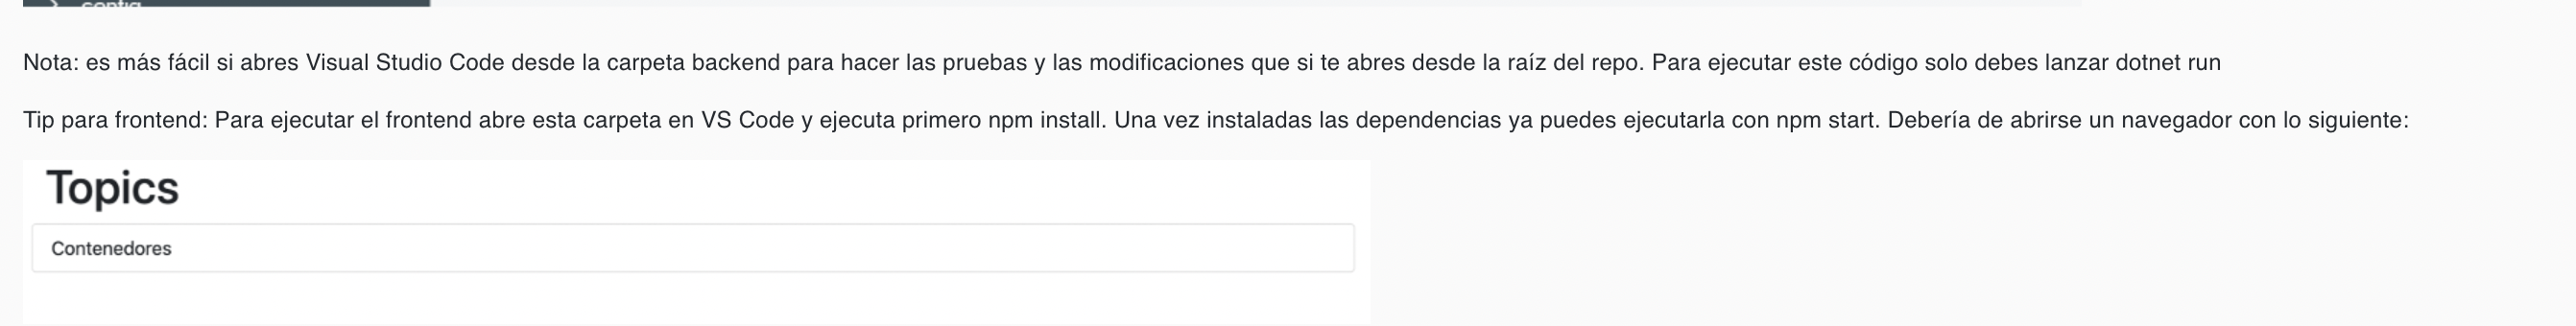 config
Nota: es más fácil si abres Visual Studio Code desde la carpeta backend para hacer las pruebas y las modificaciones que si te abres desde la raíz del repo. Para ejecutar este código solo debes lanzar dotnet run
Tip para frontend: Para ejecutar el frontend abre esta carpeta en VS Code y ejecuta primero npm install. Una vez instaladas las dependencias ya puedes ejecutarla con npm start. Debería de abrirse un navegador con lo siguiente:
Topics
Contenedores